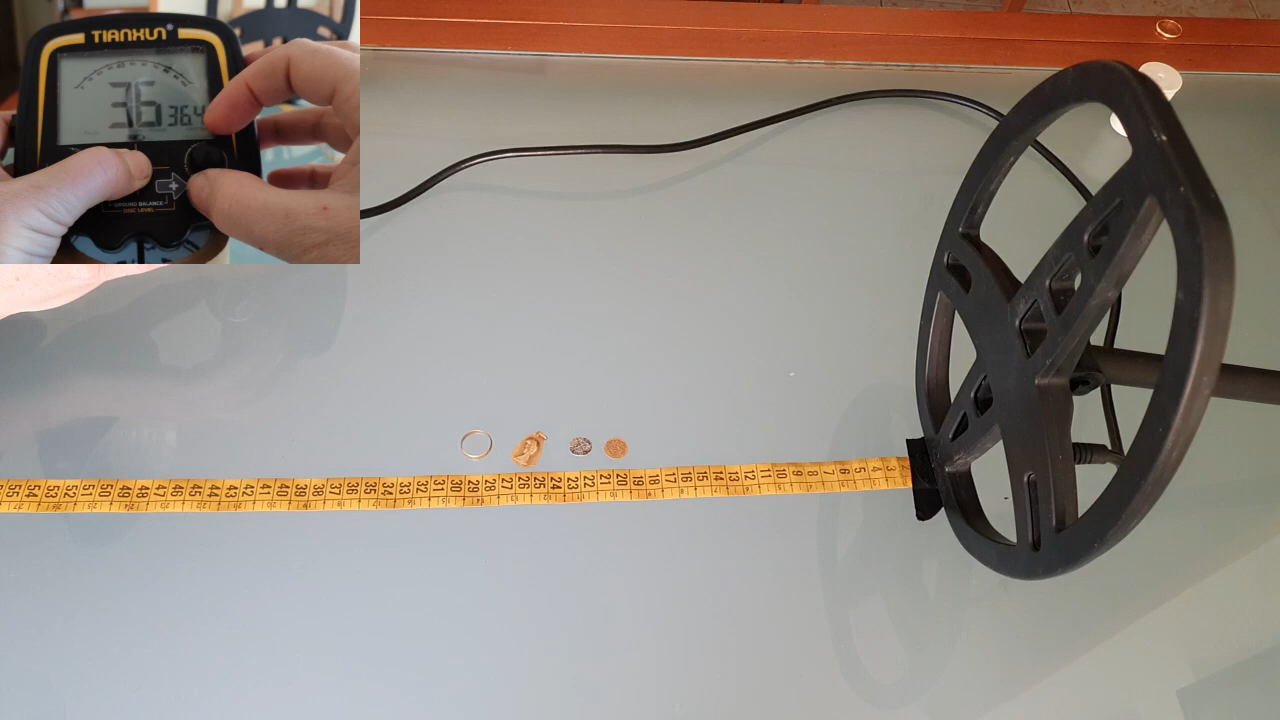 TIANXUN®
36 36.4
GROUND BALANCE
DISC LEVEL
55 54 53 52 51 50 49 48 47 46 45 44 43 42 41 40 39 38 37 36 35 34 33 32 31 30 29 28 27 26 25 24 23 22 21 20 19 18 17 16 15 14 13 12 11 10 9 8 7 6 5 4 3